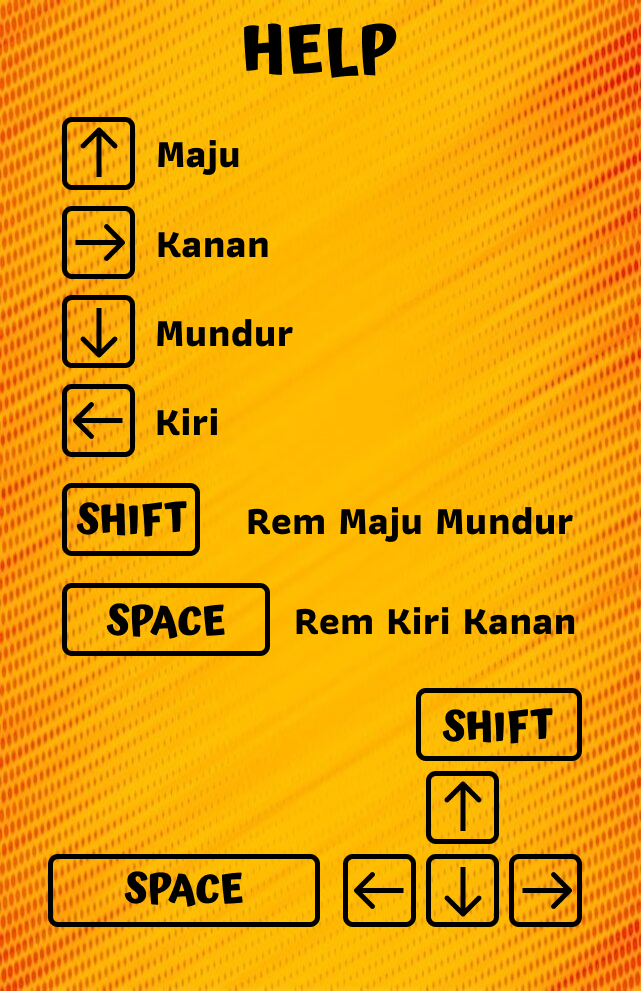 HELP
Maju
Kanan
Mundur
Kiri
SHIFT Rem Maju Mundur
SPACE Rem Kiri Kanan
SHIFT
SPACE